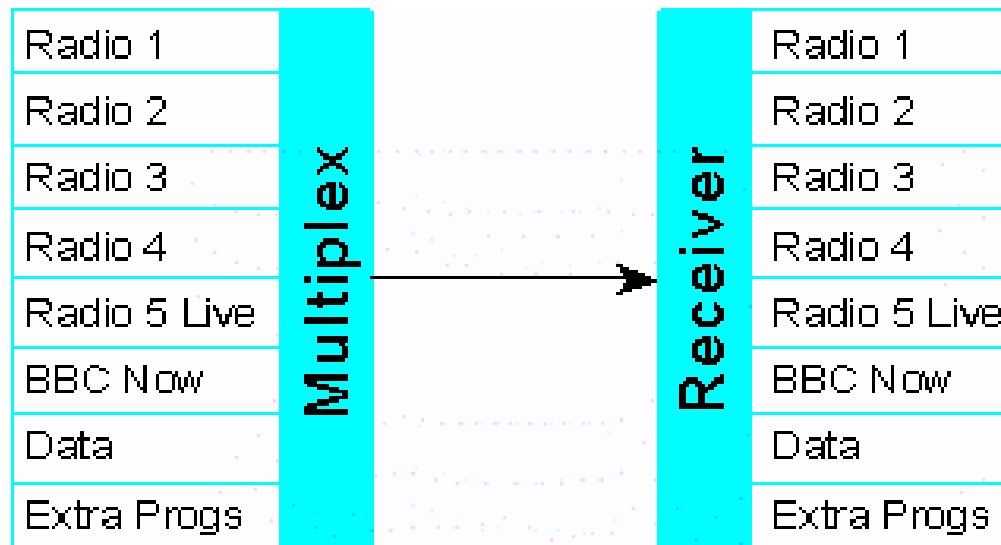 Radio 1
Radio 2
Radio 3
Radio 4
Radio 5 Live
BBC Now
Data
Extra Progs
Multiplex
Receiver
Radio 1
Radio 2
Radio 3
Radio 4
Radio 5 Live
BBC Now
Data
Extra Progs